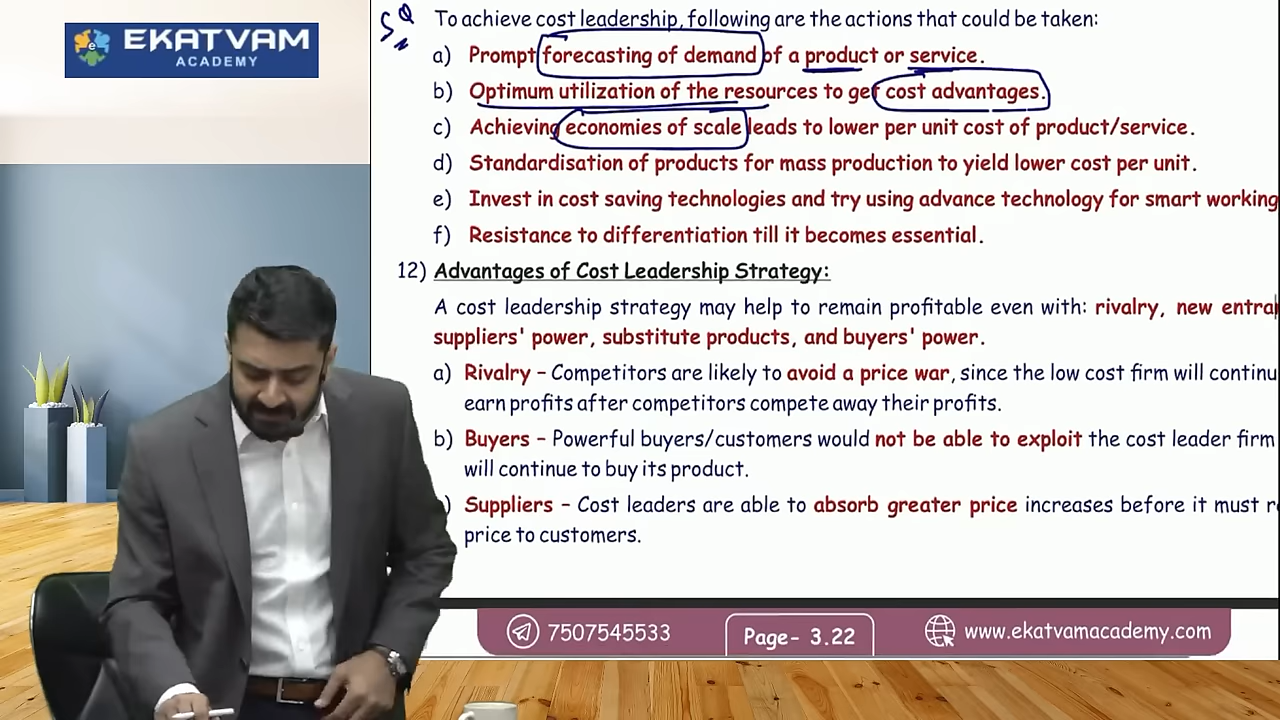 EKATVAM
ACADEMY
To achieve cost leadership, following are the actions that could be taken:
a) Prompt forecasting of demand of a product or service.
b) Optimum utilization of the resources to get cost advantages.
c) Achieving economies of scale leads to lower per unit cost of product/service.
d) Standardisation of products for mass production to yield lower cost per unit.
e) Invest in cost saving technologies and try using advance technology for smart working
f) Resistance to differentiation till it becomes essential.
12) Advantages of Cost Leadership Strategy:
A cost leadership strategy may help to remain profitable even with: rivalry, new
suppliers' power, substitute products, and buyers' power.
a) Rivalry – Competitors are likely to avoid a price war, since the low cost firm will
earn profits after competitors compete away their profits.
b) Buyers – Powerful buyers/customers would not be able to exploit the cost leader firm
will continue to buy its product.
) Suppliers – Cost leaders are able to absorb greater price increases before it must
price to customers.
7507545533
Page- 3.22
www.ekatvamacademy.com